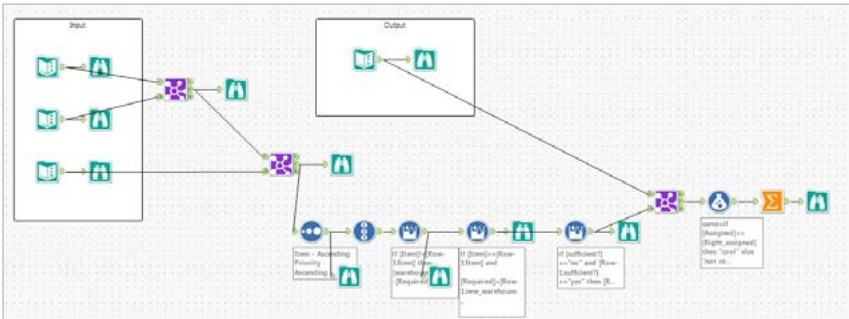 Input
Output
Item - Ascending
Priority -
Ascending
if [Item]!=[Row-
1:Item] then
[warehouse
-[Required
if [Item]==[Row-
1:Item] and
[Required]>[Row-
1:new_warehouse
-
if [sufficient?]
=="no" and [Row-
1:sufficient?]
=="yes" then [R...
same=if
[Assigned]==
[Right_assigned]
then "cool" else
"not co...